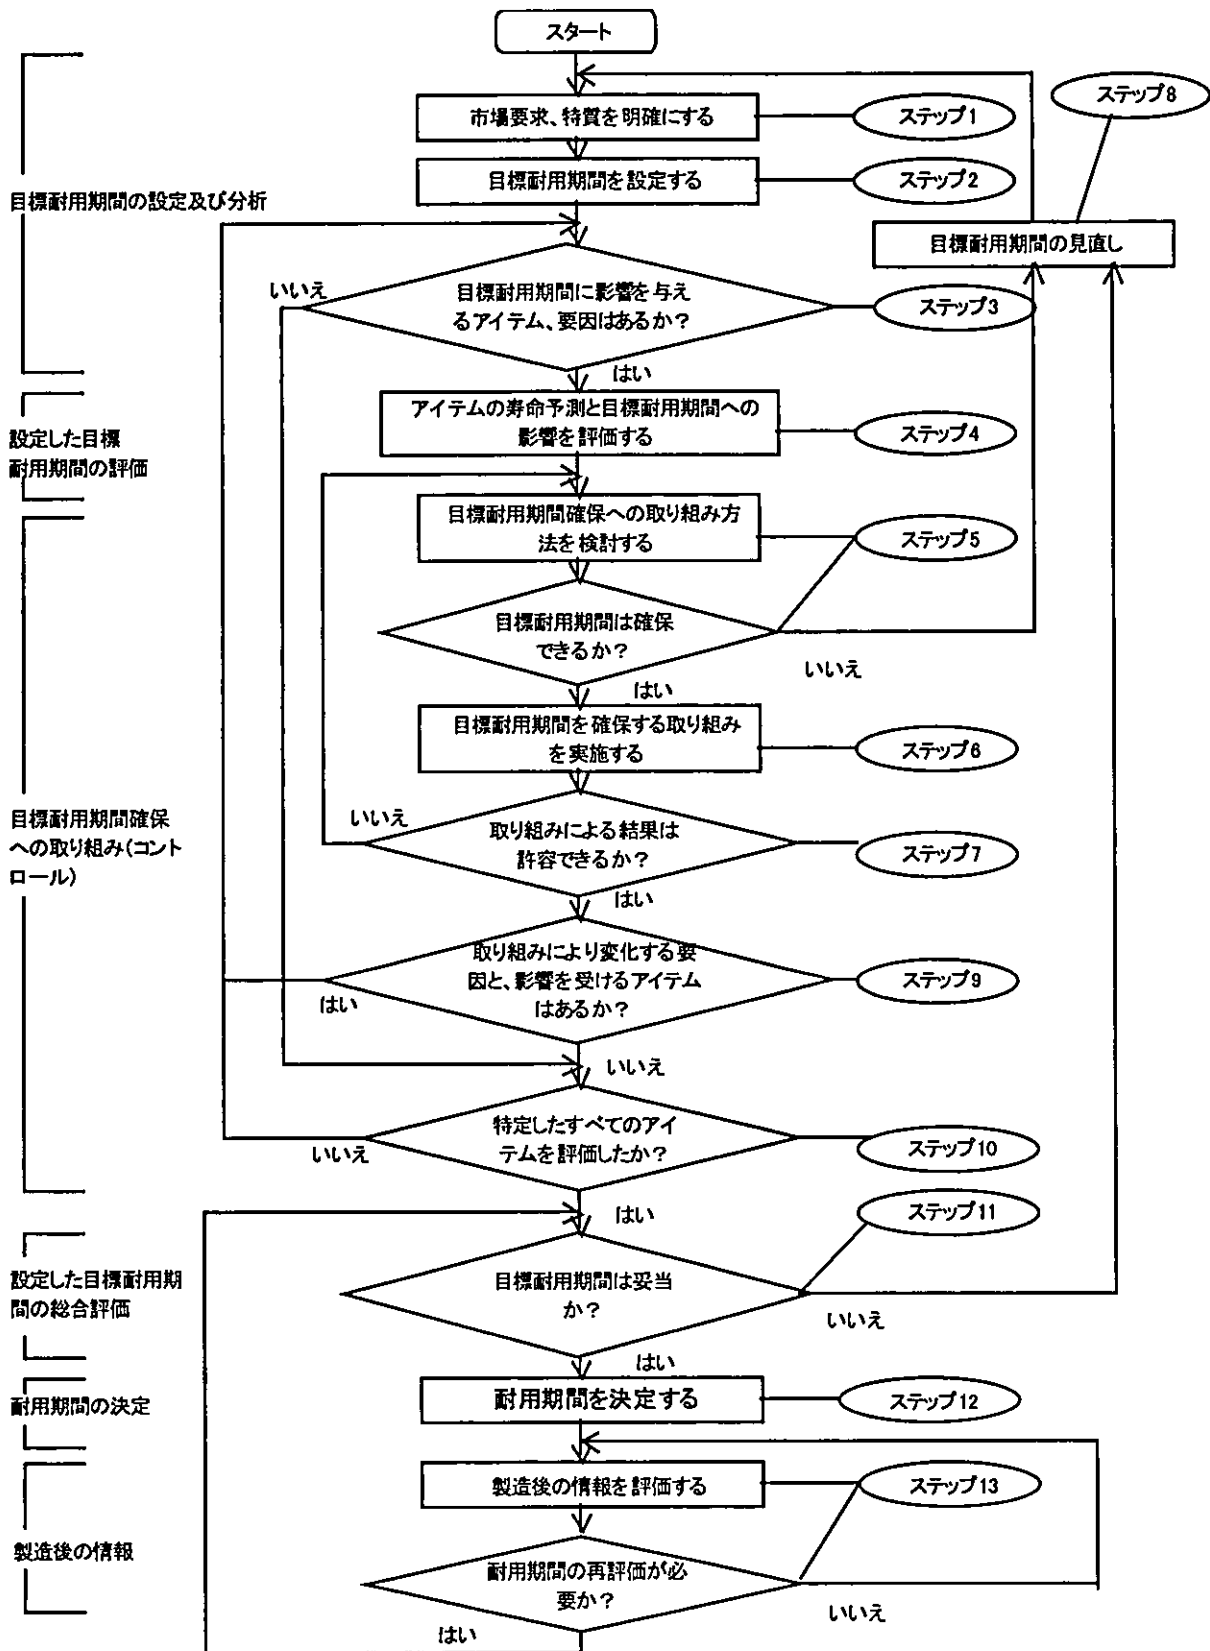 スタート
市場要求、特質を明確にする
ステップ1
ステップ8
目標耐用期間を設定する
ステップ2
目標耐用期間の設定及び分析
目標耐用期間の見直し
いいえ
目標耐用期間に影響を与え
るアイテム、要因はあるか?
ステップ3
はい
設定した目標
耐用期間の評価
アイテムの寿命予測と目標耐用期間への
影響を評価する
ステップ4
目標耐用期間確保への取り組み方
法を検討する
ステップ5
目標耐用期間は確保
できるか?
いいえ
はい
目標耐用期間を確保する取り組み
を実施する
ステップ6
目標耐用期間確保
への取り組み(コント
ロール)
いいえ
取り組みによる結果は
許容できるか?
ステップ7
はい
取り組みにより変化する要
因と、影響を受けるアイテム
はあるか?
ステップ9
はい
いいえ
特定したすべてのアイ
テムを評価したか?
いいえ
ステップ10
はい
ステップ11
設定した目標耐用期
間の総合評価
目標耐用期間は妥当
か?
いいえ
はい
耐用期間の決定
耐用期間を決定する
ステップ12
製造後の情報を評価する
ステップ13
製造後の情報
耐用期間の再評価が必
要か?
いいえ
はい